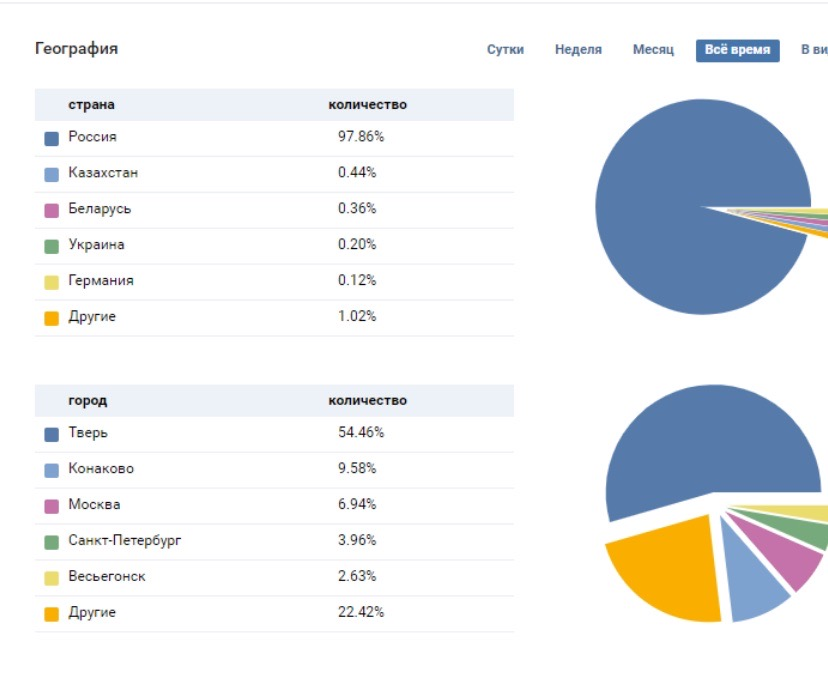 География Сутки Неделя Месяц Всё время В ви
страна количество
Россия 97.86%
Казахстан 0.44%
Беларусь 0.36%
Украина 0.20%
Германия 0.12%
Другие 1.02%
город количество
Тверь 54.46%
Конаково 9.58%
Москва 6.94%
Санкт-Петербург 3.96%
Весьегонск 2.63%
Другие 22.42%